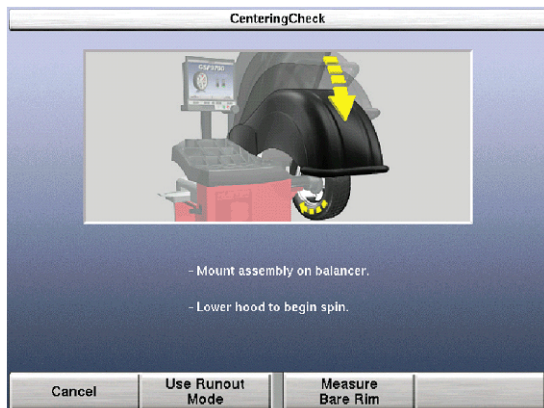 CenteringCheck
- Mount assembly on balancer.
- Lower hood to begin spin.
Cancel
Use Runout
Mode
Measure
Bare Rim